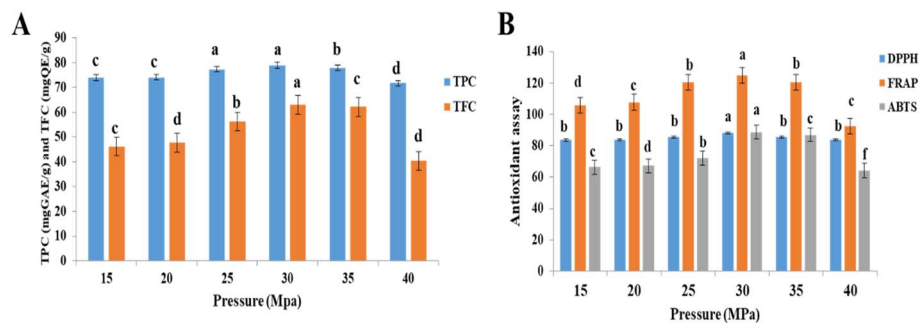 A
TPC (mgGAE/g) and TFC (mgQE/g)
90
80
70
60
50
40
30
20
10
0
c
c
a
a
b
d
c
d
b
a
c
d
TPC
TFC
15 20 25 30 35 40
Pressure (Mpa)
B
Antioxidant assay
140
120
100
80
60
40
20
0
b
d
c
b
c
d
b
b
b
a
a
a
b
b
c
b
c
f
DPPH
FRAP
ABTS
15 20 25 30 35 40
Pressure (MPa)